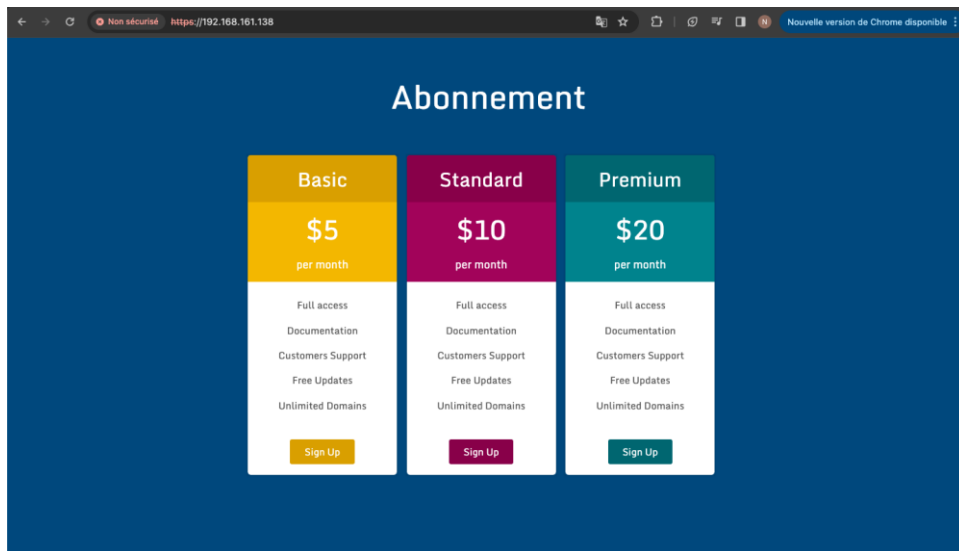 Non sécurisé https://192.168.161.138 N Nouvelle version de Chrome disponible
Abonnement
Basic
$5
per month
Full access
Documentation
Customers Support
Free Updates
Unlimited Domains
Sign Up
Standard
$10
per month
Full access
Documentation
Customers Support
Free Updates
Unlimited Domains
Sign Up
Premium
$20
per month
Full access
Documentation
Customers Support
Free Updates
Unlimited Domains
Sign Up